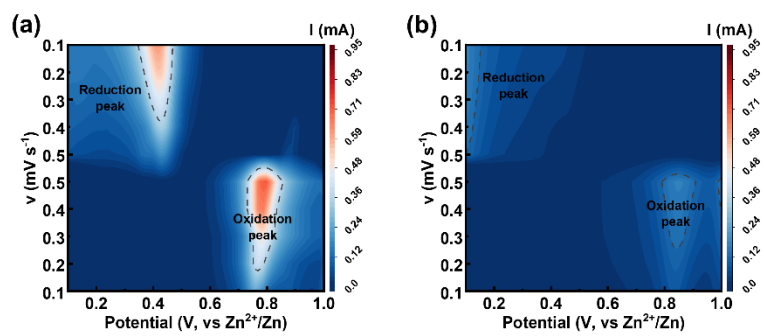 (a)
I (mA)
0.1
0.2
0.3
0.4
0.5
0.4
0.3
0.2
0.1
v (mV s⁻¹)
Reduction
peak
Oxidation
peak
0.2
0.4
0.6
0.8
1.0
Potential (V, vs Zn²⁺/Zn)
0.95
0.83
0.71
0.59
0.48
0.36
0.24
0.12
0.0
(b)
I (mA)
0.1
0.2
0.3
0.4
0.5
0.4
0.3
0.2
0.1
v (mV s⁻¹)
Reduction
peak
Oxidation
peak
0.2
0.4
0.6
0.8
1.0
Potential (V, vs Zn²⁺/Zn)
0.95
0.83
0.71
0.59
0.48
0.36
0.24
0.12
0.0